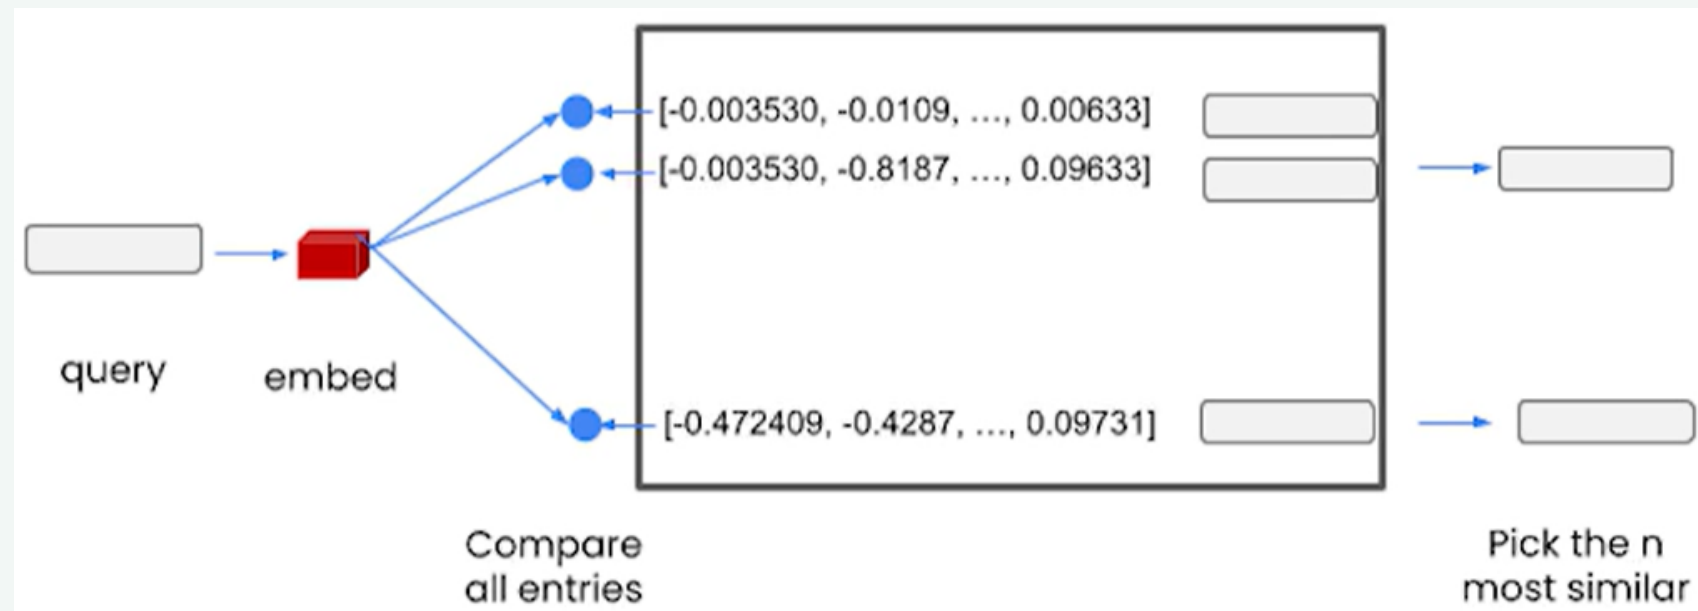 [-0.003530, -0.0109, ..., 0.00633]
[-0.003530, -0.8187, ..., 0.09633]
query
embed
[-0.472409, -0.4287, ..., 0.09731]
Compare
all entries
Pick the n
most similar